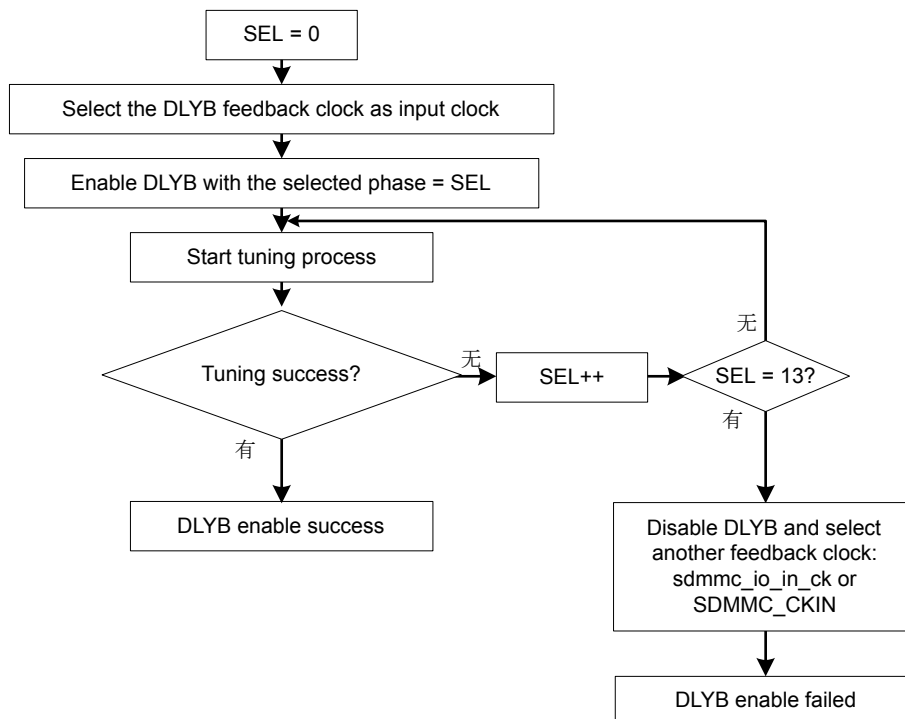 SEL = 0
Select the DLYB feedback clock as input clock
Enable DLYB with the selected phase = SEL
Start tuning process
无
Tuning success?
无
SEL++
SEL = 13?
有
有
DLYB enable success
Disable DLYB and select
another feedback clock:
sdmmc_io_in_ck or
SDMMC_CKIN
DLYB enable failed